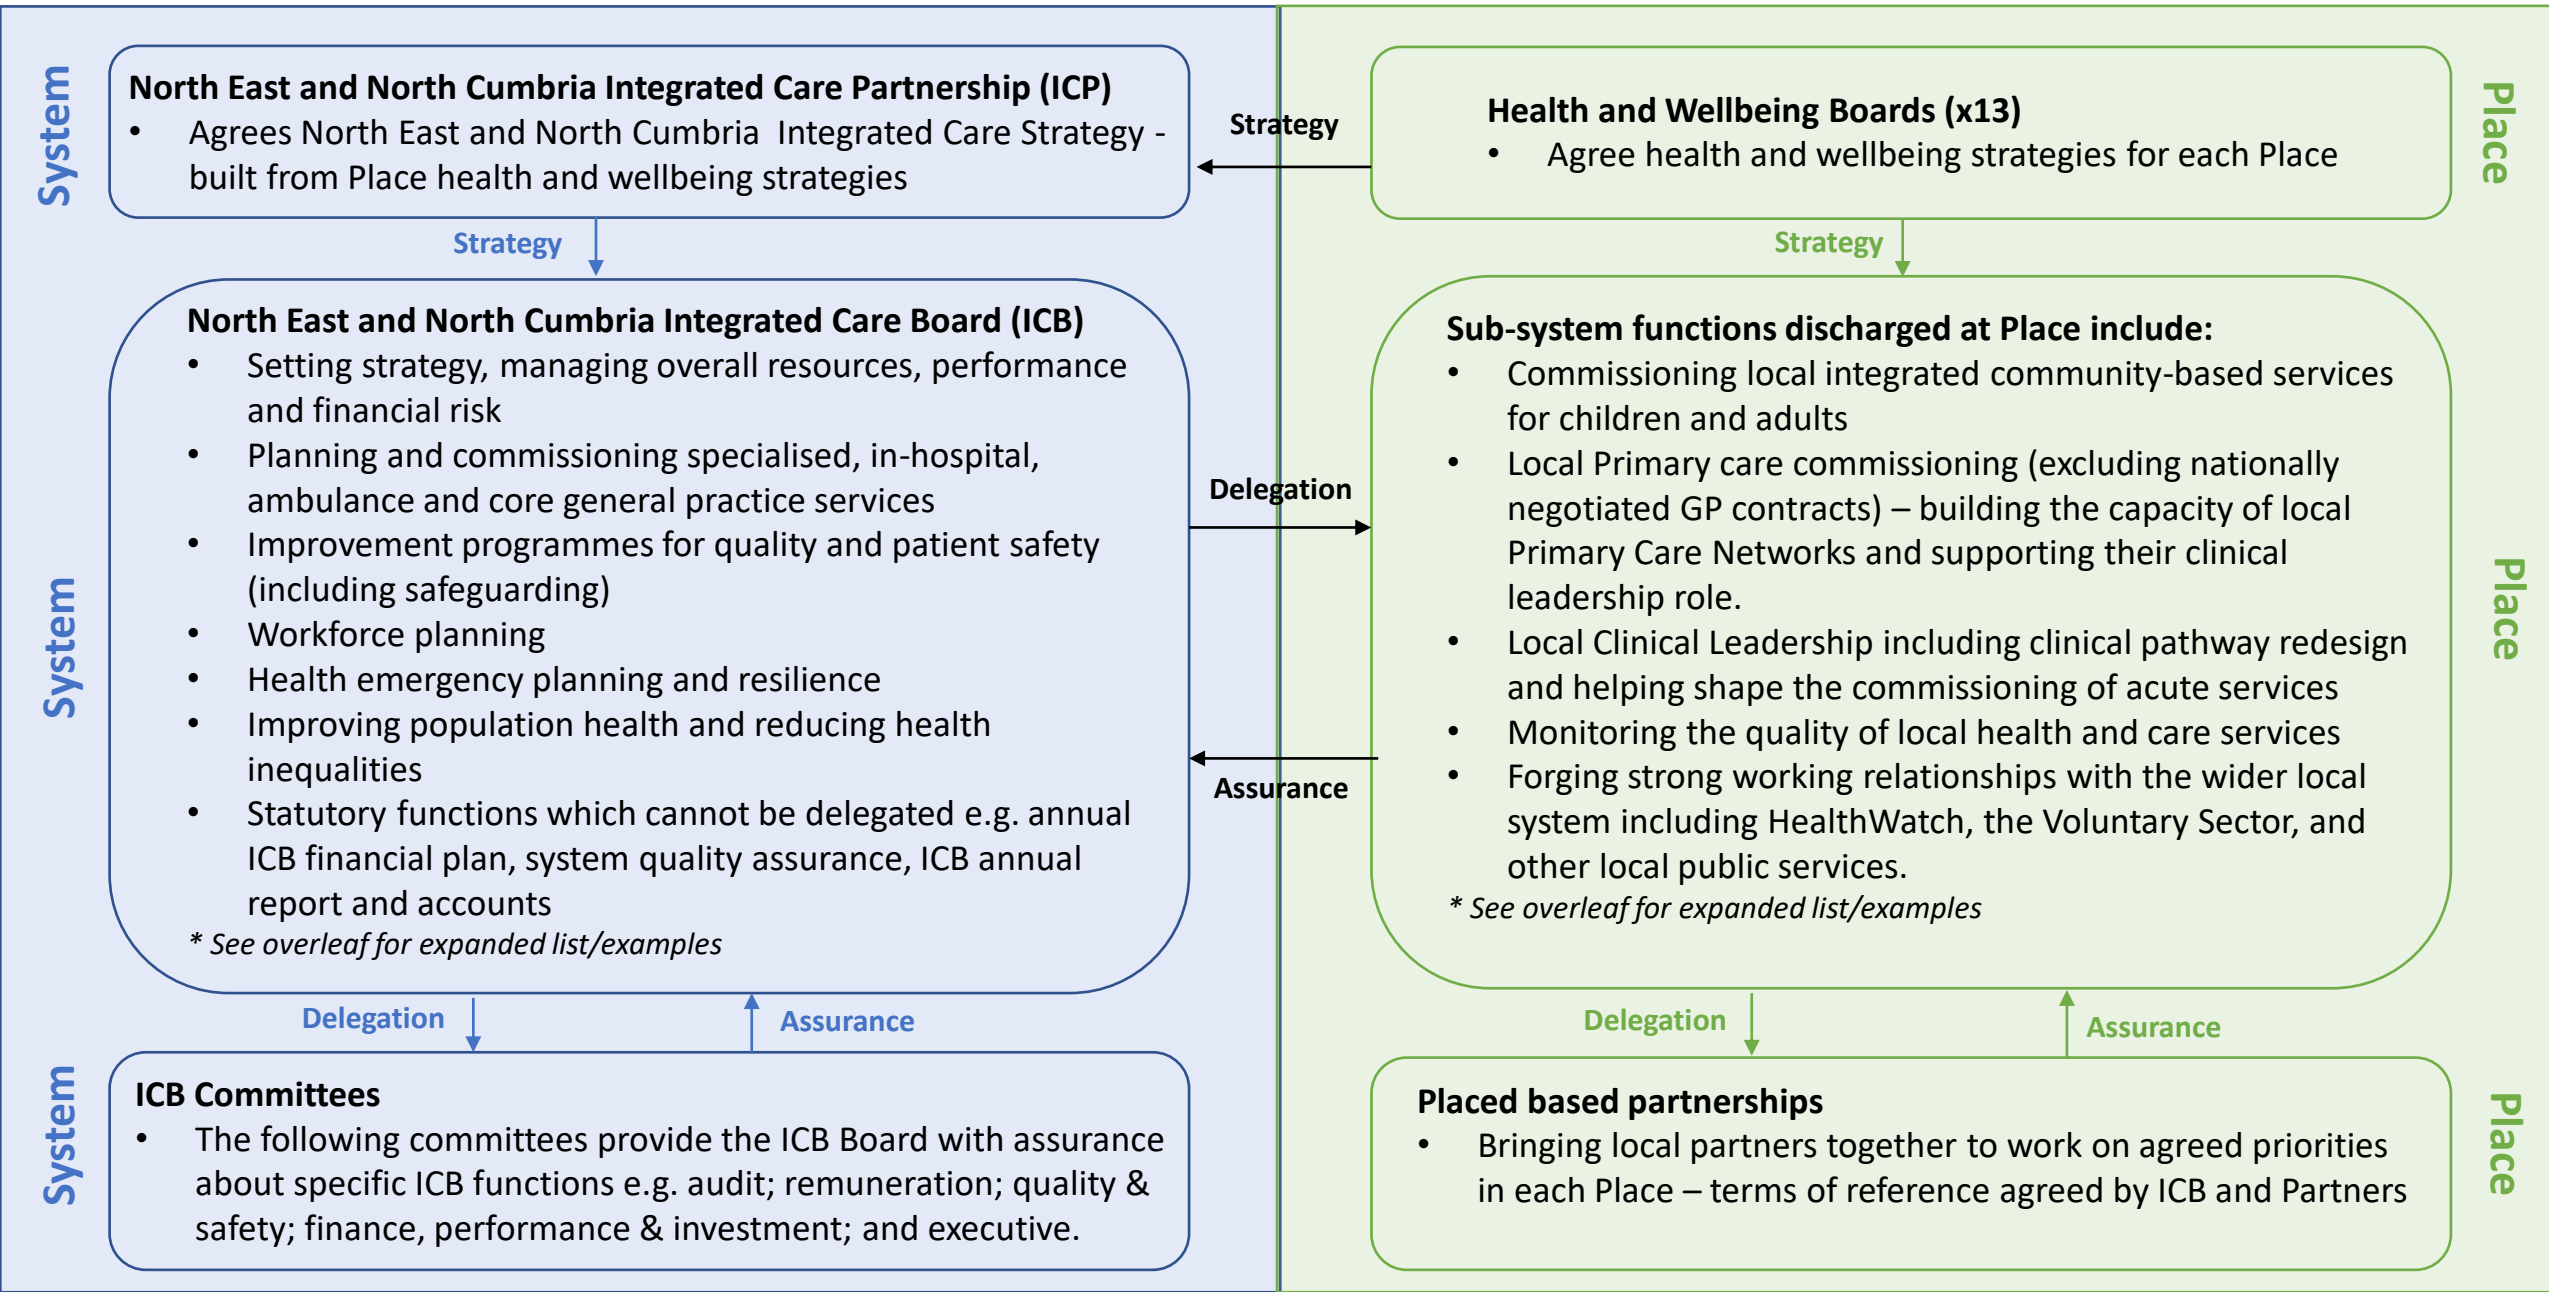 System
North East and North Cumbria Integrated Care Partnership (ICP)
• Agrees North East and North Cumbria Integrated Care Strategy -
built from Place health and wellbeing strategies
Strategy
Health and Wellbeing Boards (x13)
• Agree health and wellbeing strategies for each Place
Place
Strategy
Strategy
System
North East and North Cumbria Integrated Care Board (ICB)
• Setting strategy, managing overall resources, performance
and financial risk
• Planning and commissioning specialised, in-hospital,
ambulance and core general practice services
• Improvement programmes for quality and patient safety
(including safeguarding)
• Workforce planning
• Health emergency planning and resilience
• Improving population health and reducing health
inequalities
• Statutory functions which cannot be delegated e.g. annual
ICB financial plan, system quality assurance, ICB annual
report and accounts
* See overleaf for expanded list/examples
Delegation
Assurance
Sub-system functions discharged at Place include:
• Commissioning local integrated community-based services
for children and adults
• Local Primary care commissioning (excluding nationally
negotiated GP contracts) – building the capacity of local
Primary Care Networks and supporting their clinical
leadership role.
• Local Clinical Leadership including clinical pathway redesign
and helping shape the commissioning of acute services
• Monitoring the quality of local health and care services
• Forging strong working relationships with the wider local
system including HealthWatch, the Voluntary Sector, and
other local public services.
* See overleaf for expanded list/examples
Place
Delegation
Assurance
Delegation
Assurance
System
ICB Committees
• The following committees provide the ICB Board with assurance
about specific ICB functions e.g. audit; remuneration; quality &
safety; finance, performance & investment; and executive.
Placed based partnerships
• Bringing local partners together to work on agreed priorities
in each Place – terms of reference agreed by ICB and Partners
Place